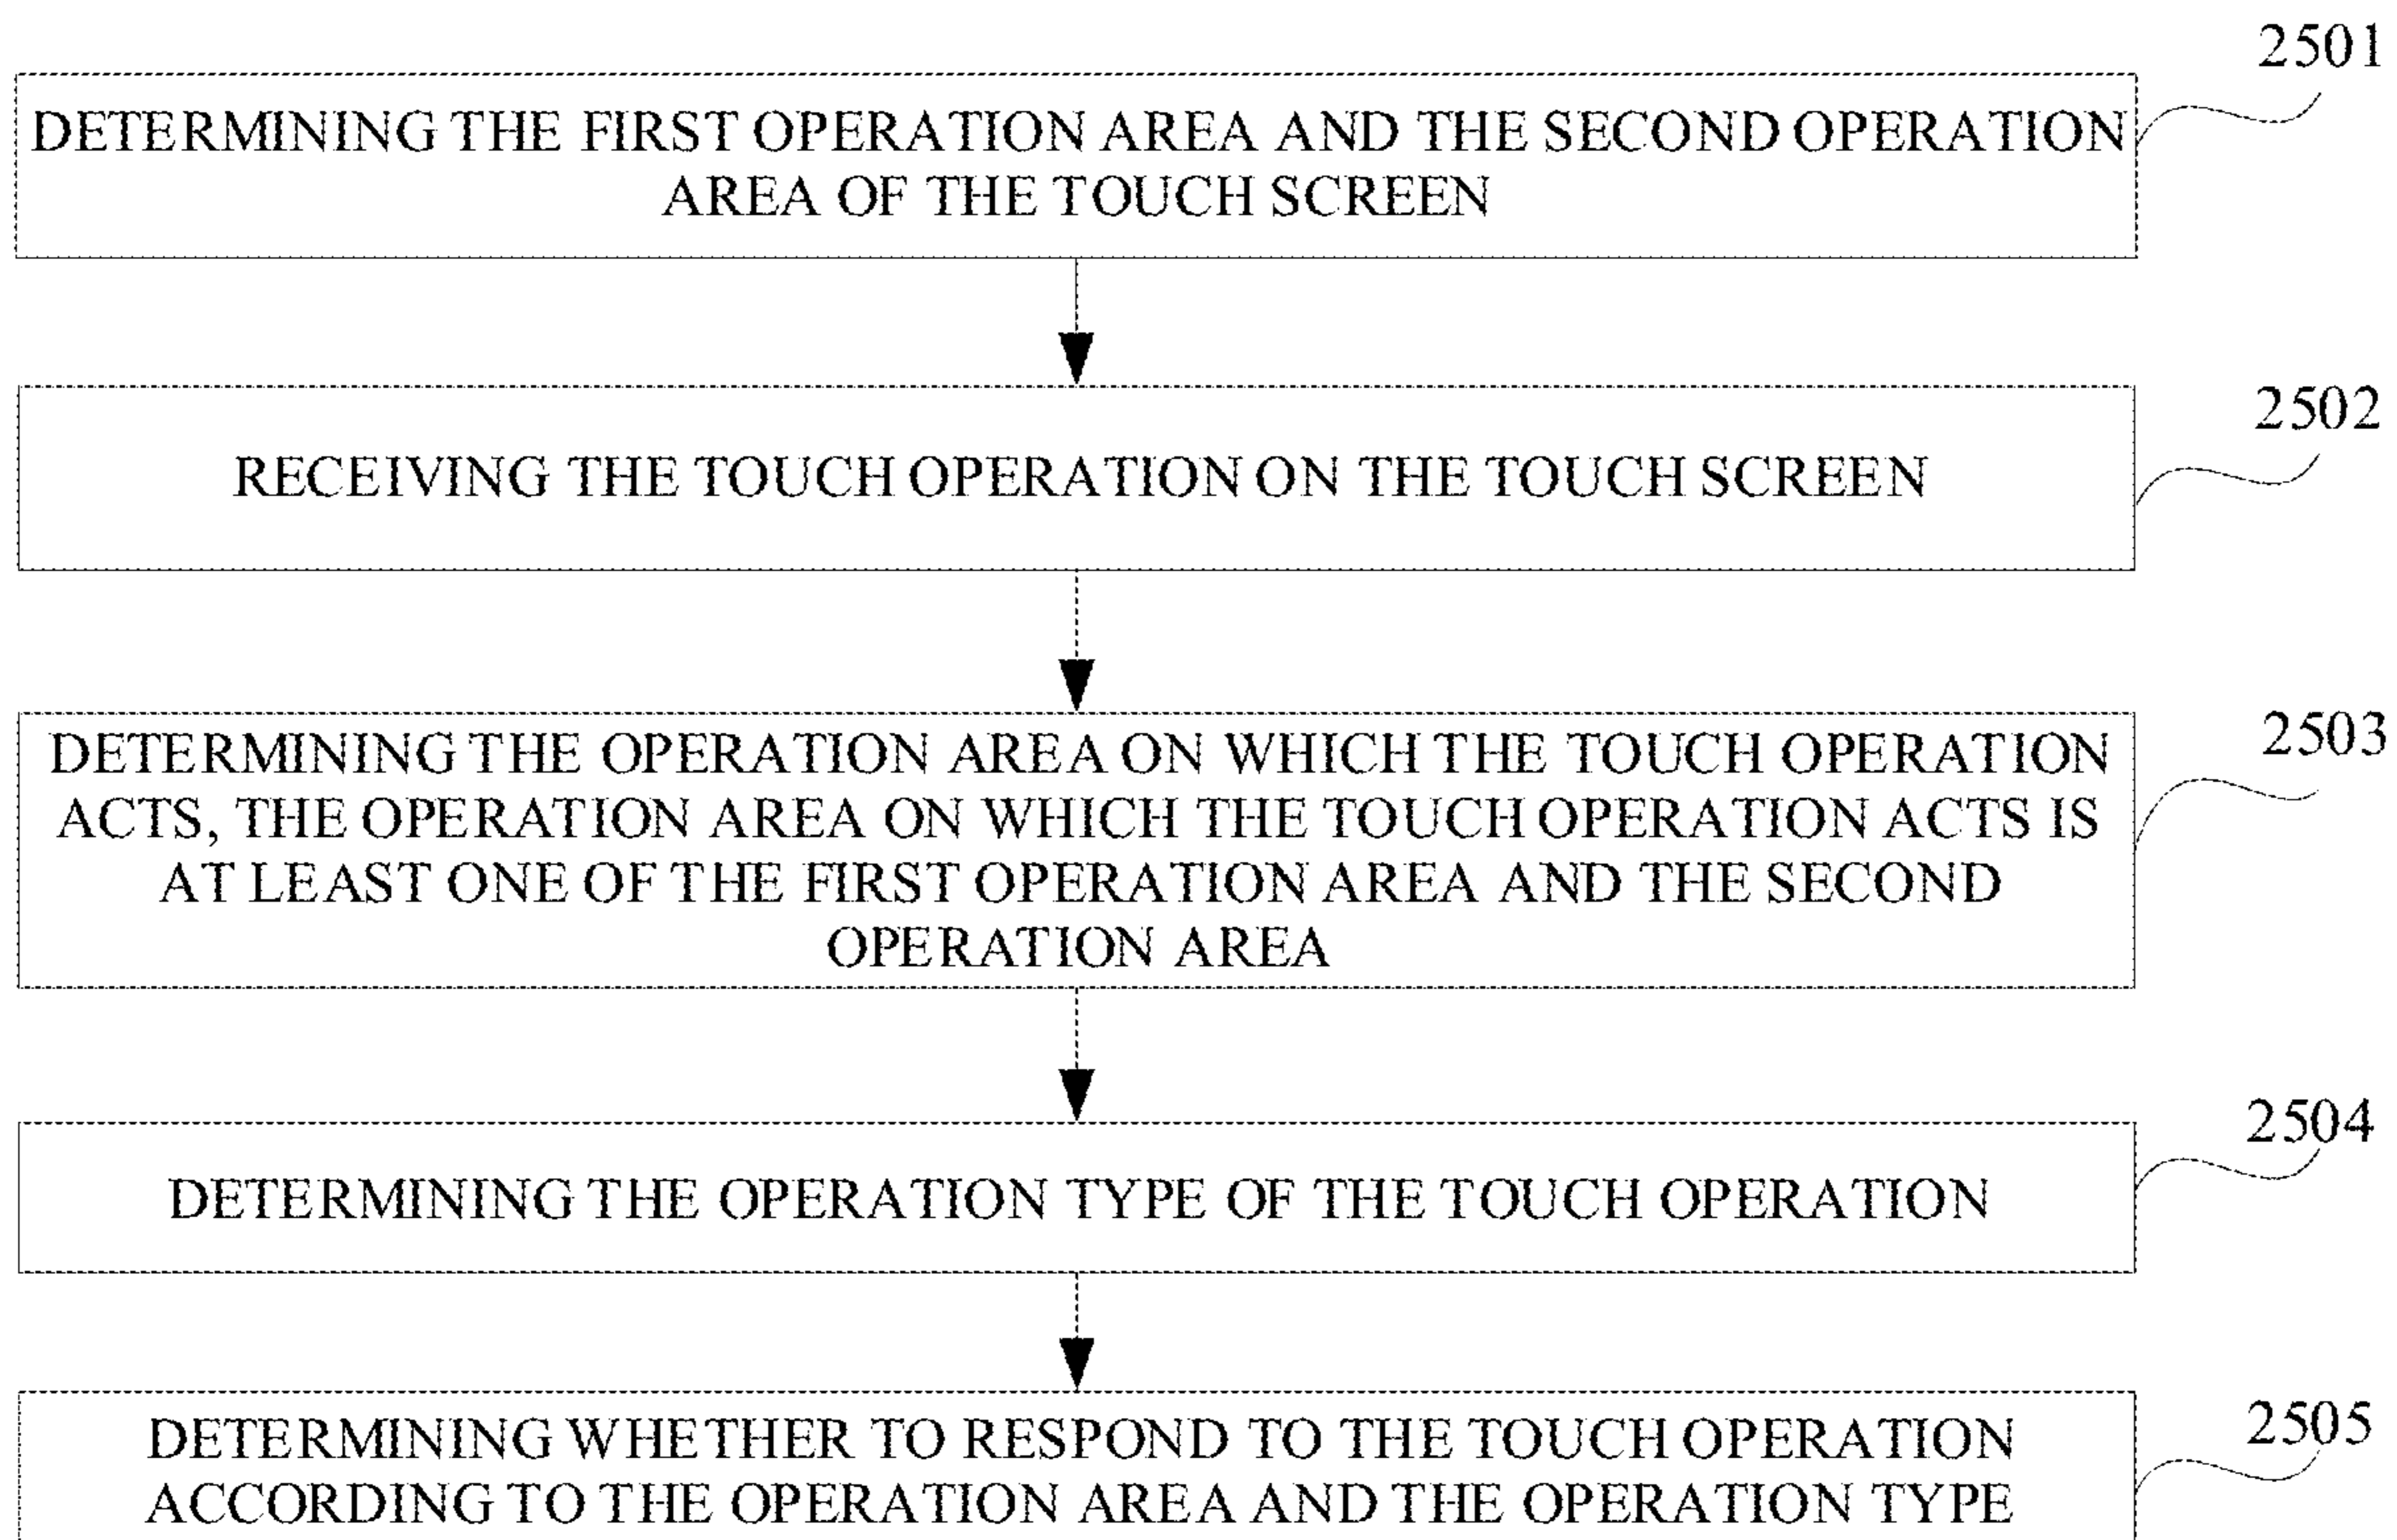 2501
DETERMINING THE FIRST OPERATION AREA AND THE SECOND OPERATION
AREA OF THE TOUCH SCREEN
2502
RECEIVING THE TOUCH OPERATION ON THE TOUCH SCREEN
2503
DETERMINING THE OPERATION AREA ON WHICH THE TOUCH OPERATION
ACTS, THE OPERATION AREA ON WHICH THE TOUCH OPERATION ACTS IS
AT LEAST ONE OF THE FIRST OPERATION AREA AND THE SECOND
OPERATION AREA
2504
DETERMINING THE OPERATION TYPE OF THE TOUCH OPERATION
2505
DETERMINING WHETHER TO RESPOND TO THE TOUCH OPERATION
ACCORDING TO THE OPERATION AREA AND THE OPERATION TYPE